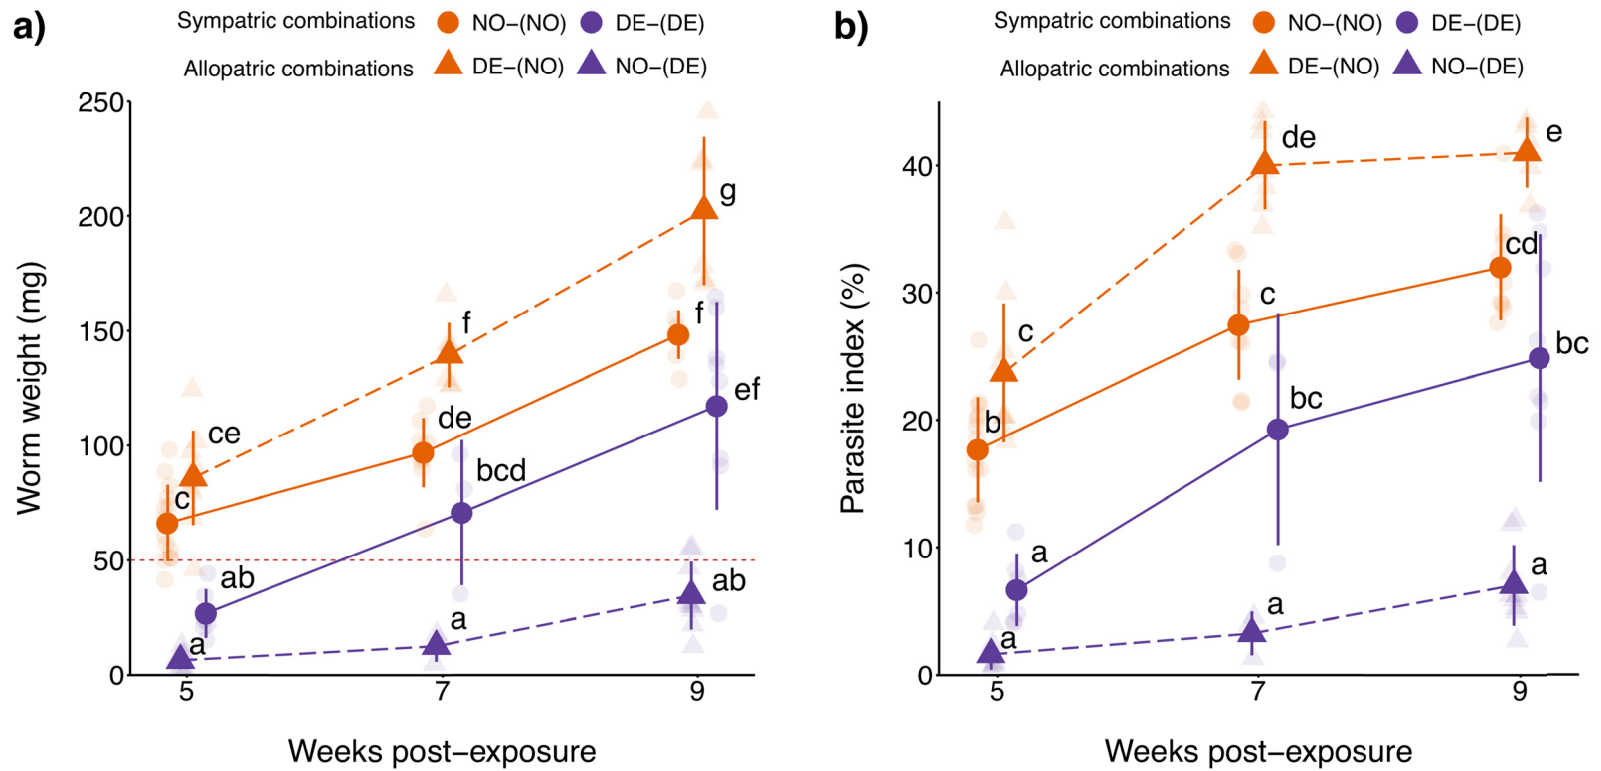 a)
Sympatric combinations NO–(NO) DE–(DE)
Allopatric combinations DE–(NO) NO–(DE)
250
200
150
100
50
0
Worm weight (mg)
g
f
f
ef
ce
de
c
bcd
ab
ab
a
a
5 7 9
Weeks post–exposure
b)
Sympatric combinations NO–(NO) DE–(DE)
Allopatric combinations DE–(NO) NO–(DE)
40
30
20
10
0
Parasite index (%)
de
e
cd
c
c
bc
bc
b
a
a
a
a
5 7 9
Weeks post–exposure